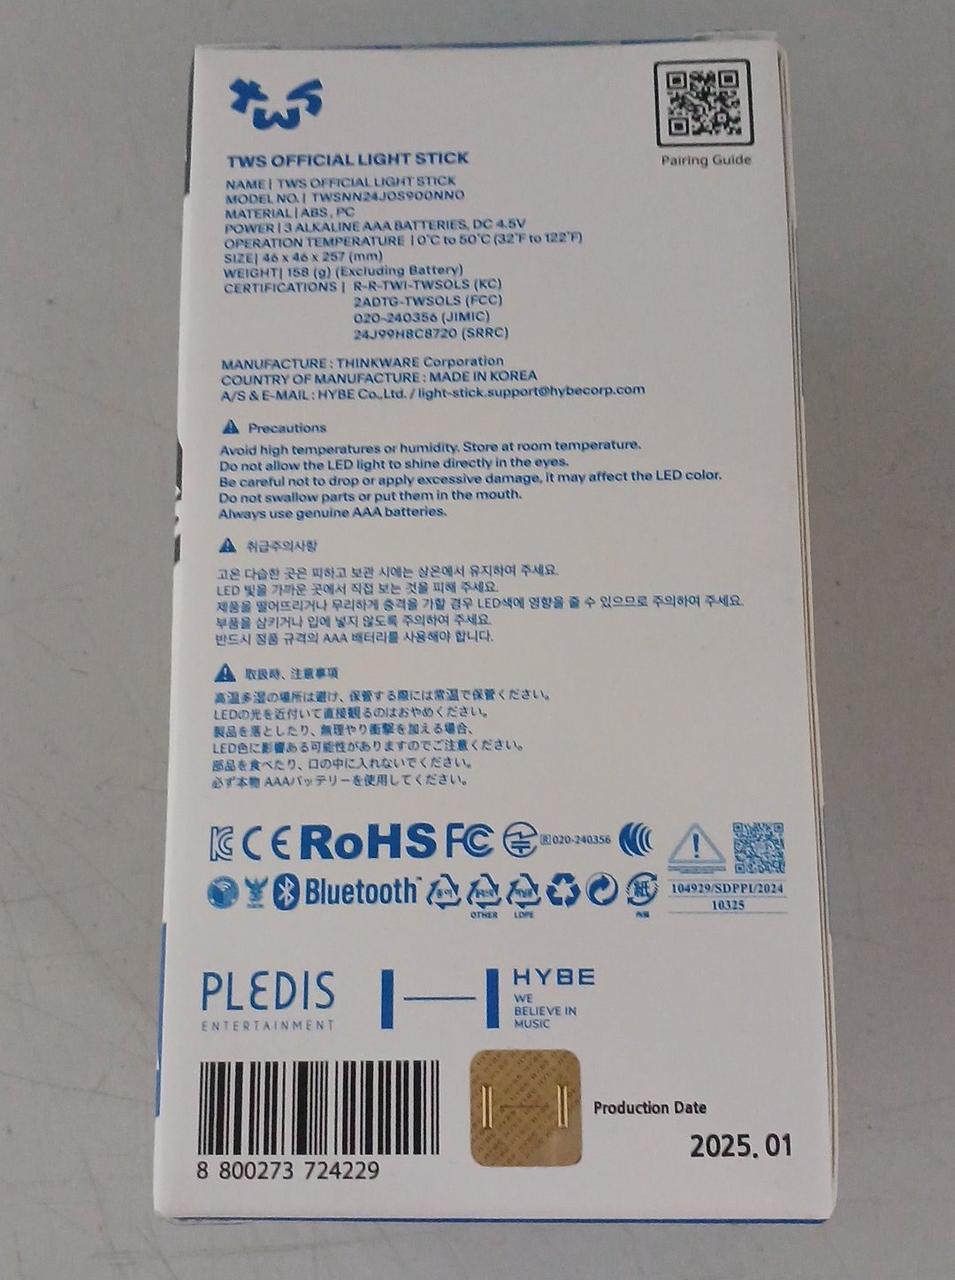 TWS
Pairing Guide
TWS OFFICIAL LIGHT STICK
NAME | TWS OFFICIAL LIGHT STICK
MODEL NO. | TWSNN24JOS900NNO
MATERIAL | ABS, PC
POWER | 3 ALKALINE AAA BATTERIES, DC 4.5V
OPERATION TEMPERATURE | 0°C to 50°C (32°F to 122°F)
SIZE | 46 x 46 x 257 (mm)
WEIGHT | 158 (g) (Excluding Battery)
CERTIFICATIONS | R-R-TWI-TWSOLS (KC)
2ADTG-TWSOLS (FCC)
020-240356 (JIMIC)
24J99H8C8720 (SRRC)
MANUFACTURE : THINKWARE Corporation
COUNTRY OF MANUFACTURE : MADE IN KOREA
A/S & E-MAIL : HYBE Co.,Ltd. / light-stick.support@hybecorp.com
Precautions
Avoid high temperatures or humidity. Store at room temperature.
Do not allow the LED light to shine directly in the eyes.
Be careful not to drop or apply excessive damage, it may affect the LED color.
Do not swallow parts or put them in the mouth.
Always use genuine AAA batteries.
취급주의사항
고온 다습한 곳은 피하고 보관 시에는 상온에서 유지하여 주세요.
LED 빛을 가까운 곳에서 직접 보는 것을 피해 주세요.
제품을 떨어뜨리거나 무리하게 충격을 가할 경우 LED색에 영향을 줄 수 있으므로 주의하여 주세요.
부품을 삼키거나 입에 넣지 않도록 주의하여 주세요.
반드시 정품 규격의 AAA 배터리를 사용해야 합니다.
取扱時、注意事項
高温多湿の場所は避け、保管する際には常温で保管ください。
LEDの光を近付いて直接観るのはおやめください。
製品を落としたり、無理やり衝撃を加える場合、
LED色に影響ある可能性がありますのでご注意ください。
部品を食べたり、口の中に入れないでください。
必ず本物 AAAバッテリーを使用してください。
CE RoHS FC R 020-240356
Bluetooth™ 종이 紙
OTHER LDPE
104929/SDPPI/2024
10325
PLEDIS
ENTERTAINMENT
HYBE
WE
BELIEVE IN
MUSIC
Production Date
2025. 01
8 800273 724229